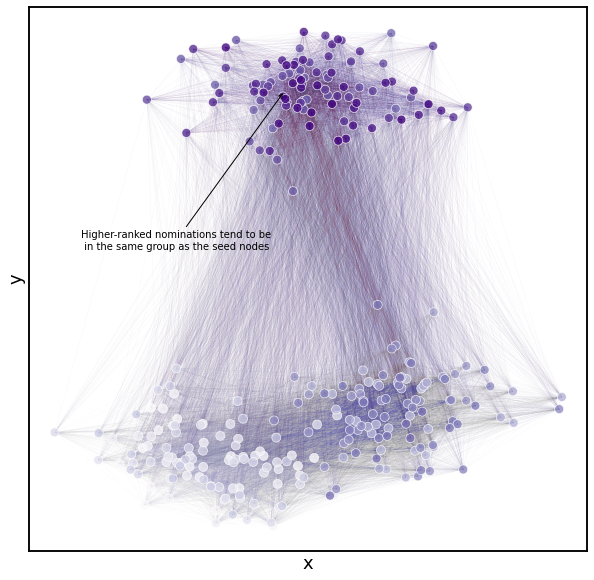 Higher-ranked nominations tend to be
in the same group as the seed nodes
y
x